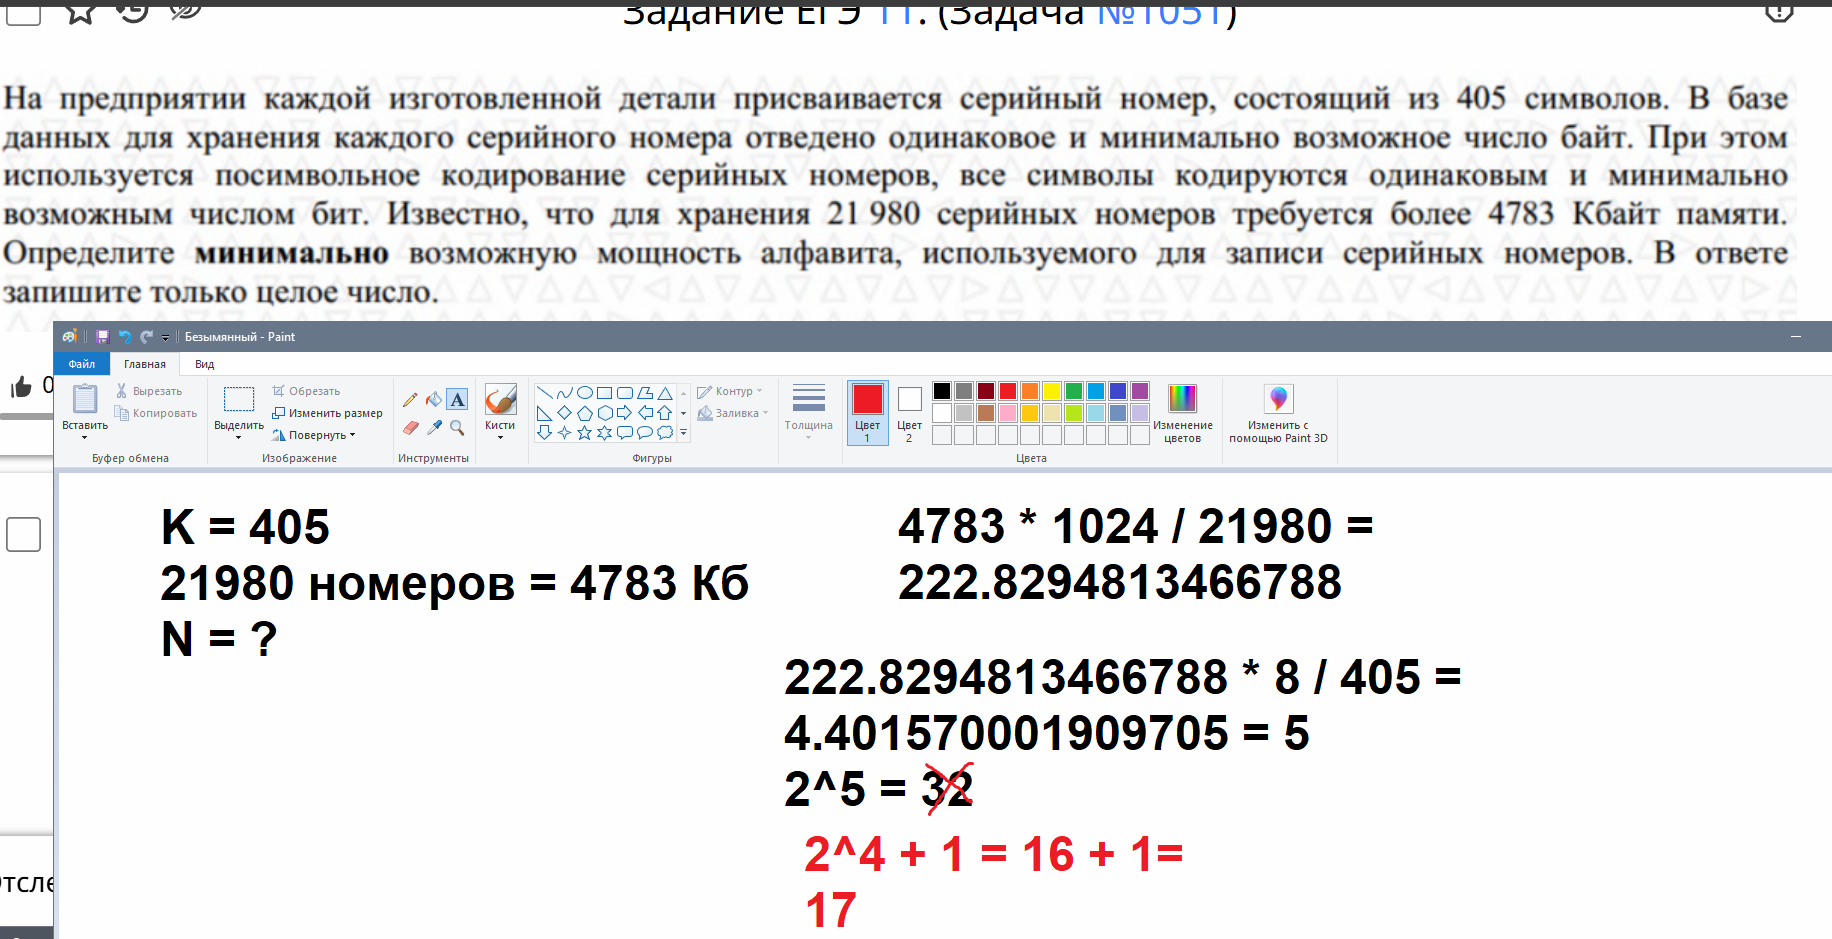 Задание ЕГЭ 11. (Задача №1051)
На предприятии каждой изготовленной детали присваивается серийный номер, состоящий из 405 символов. В базе
данных для хранения каждого серийного номера отведено одинаковое и минимально возможное число байт. При этом
используется посимвольное кодирование серийных номеров, все символы кодируются одинаковым и минимально
возможным числом бит. Известно, что для хранения 21 980 серийных номеров требуется более 4783 Кбайт памяти.
Определите минимально возможную мощность алфавита, используемого для записи серийных номеров. В ответе
запишите только целое число.
Безымянный - Paint
Файл Главная Вид
0
Вставить
Вырезать
Копировать
Буфер обмена
Выделить
Обрезать
Изменить размер
Повернуть
Изображение
Инструменты
Кисти
Фигуры
Контур
Заливка
Толщина
Цвет 1
Цвет 2
Изменение цветов
Цвета
Изменить с помощью Paint 3D
K = 405
21980 номеров = 4783 Кб
N = ?
4783 * 1024 / 21980 =
222.8294813466788
222.8294813466788 * 8 / 405 =
4.401570001909705 = 5
2^5 = 32
2^4 + 1 = 16 + 1=
17